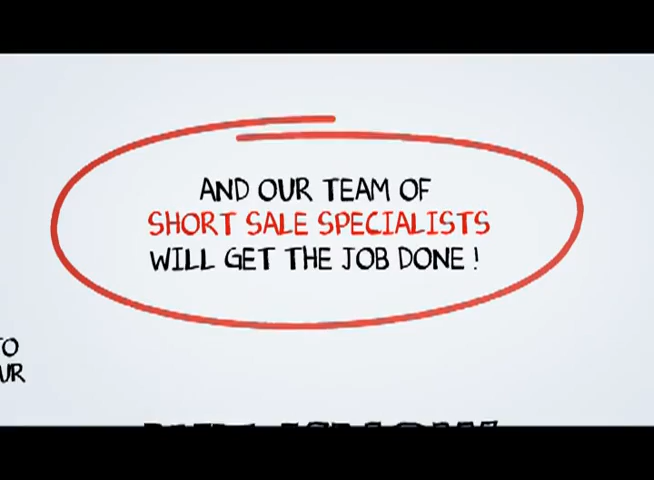 AND OUR TEAM OF
SHORT SALE SPECIALISTS
WILL GET THE JOB DONE !